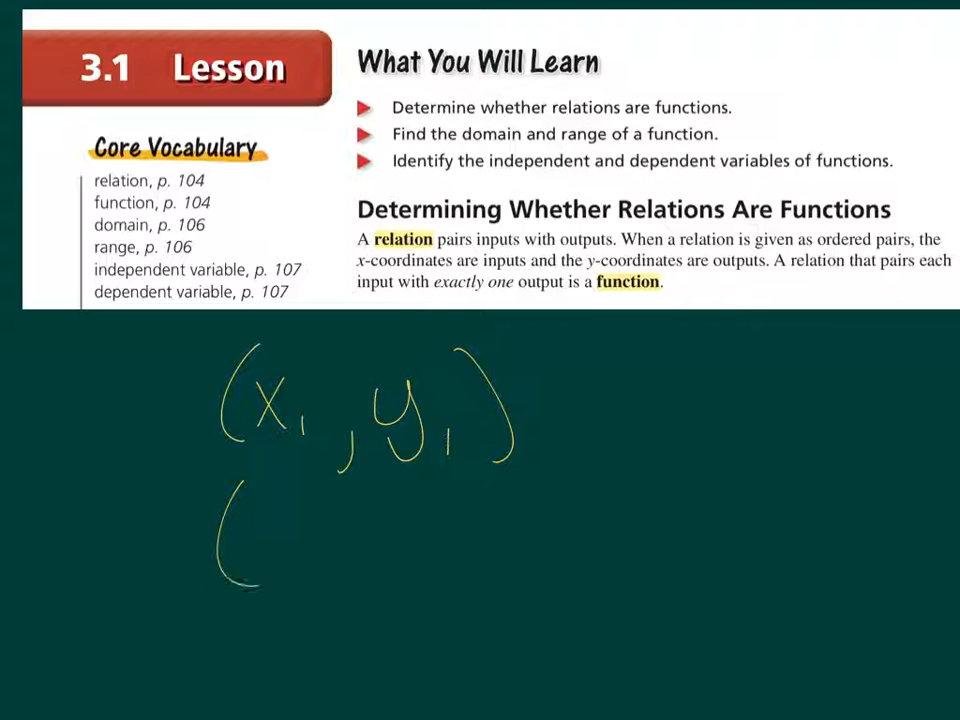 3.1 Lesson
What You Will Learn
Determine whether relations are functions.
Find the domain and range of a function.
Identify the independent and dependent variables of functions.
Core Vocabulary
relation, p. 104
function, p. 104
domain, p. 106
range, p. 106
independent variable, p. 107
dependent variable, p. 107
Determining Whether Relations Are Functions
A relation pairs inputs with outputs. When a relation is given as ordered pairs, the
x-coordinates are inputs and the y-coordinates are outputs. A relation that pairs each
input with exactly one output is a function.
(x₁, y₁)
(